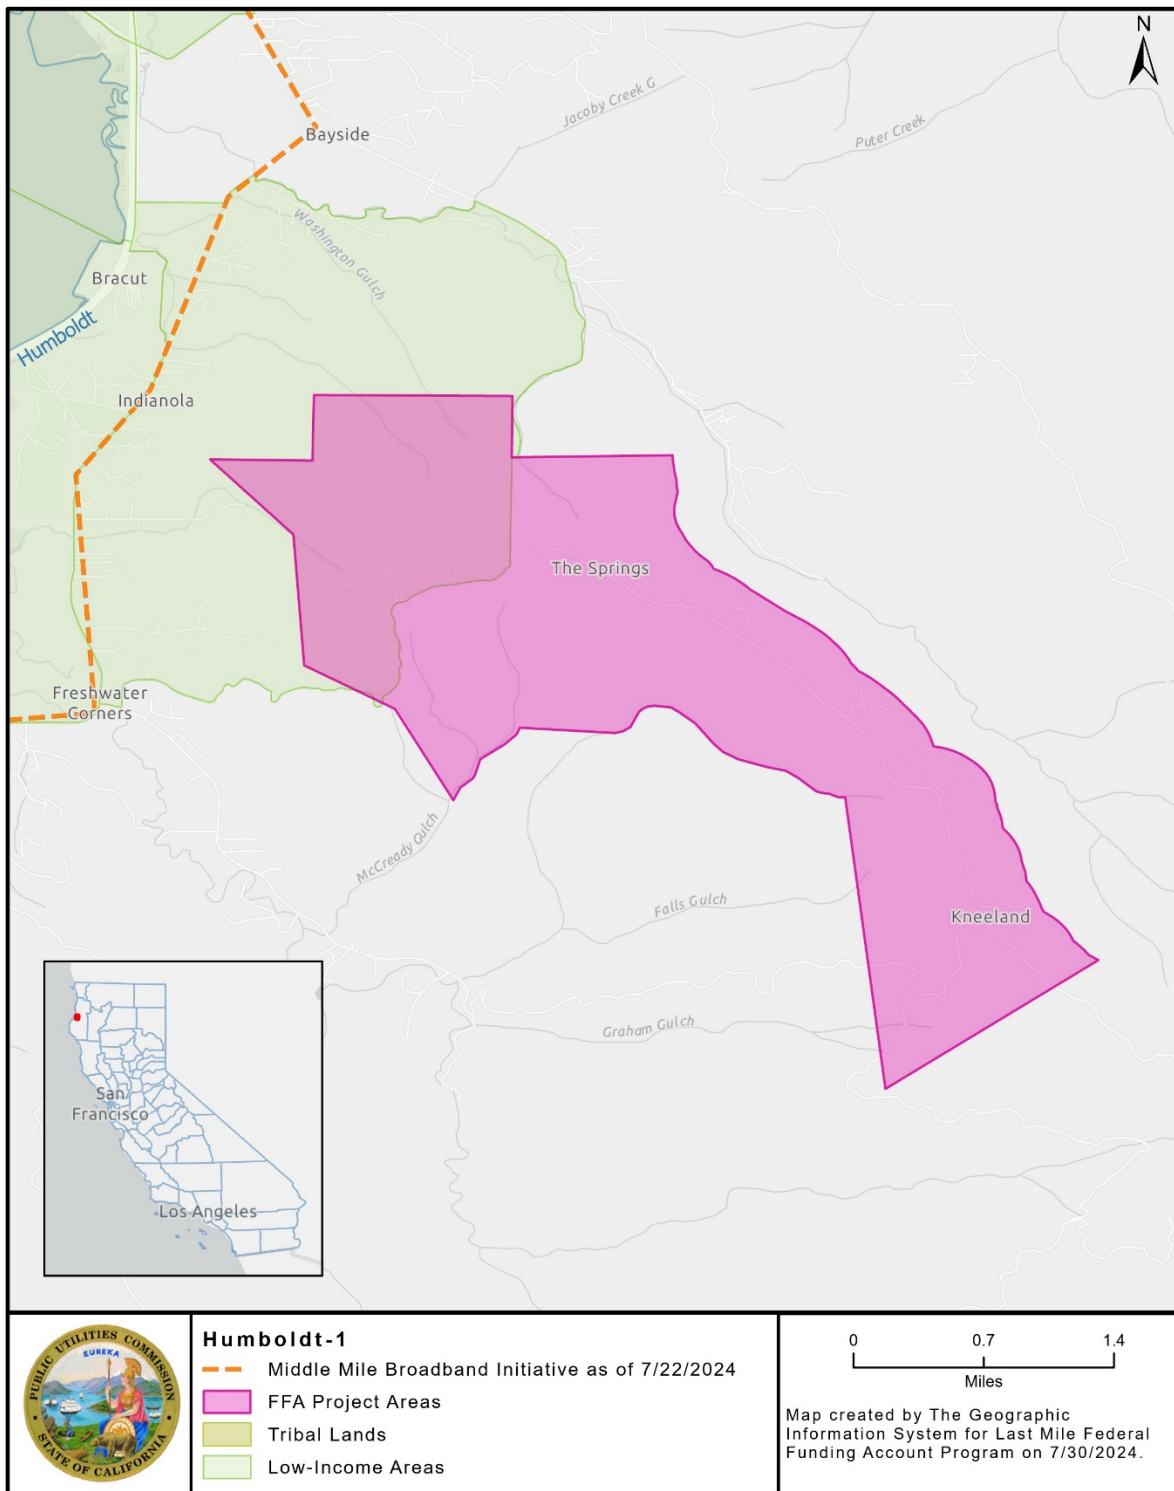 N
Jacoby Creek G
Bayside
Puter Creek
Washington Gulch
Bracut
Humboldt
Indianola
The Springs
Freshwater
Corners
McCready Gulch
Falls Gulch
Kneeland
Graham Gulch
San
Francisco
Los Angeles
PUBLIC UTILITIES COMMISSION
EUREKA
STATE OF CALIFORNIA
Humboldt-1
Middle Mile Broadband Initiative as of 7/22/2024
FFA Project Areas
Tribal Lands
Low-Income Areas
0 0.7 1.4
Miles
Map created by The Geographic
Information System for Last Mile Federal
Funding Account Program on 7/30/2024.